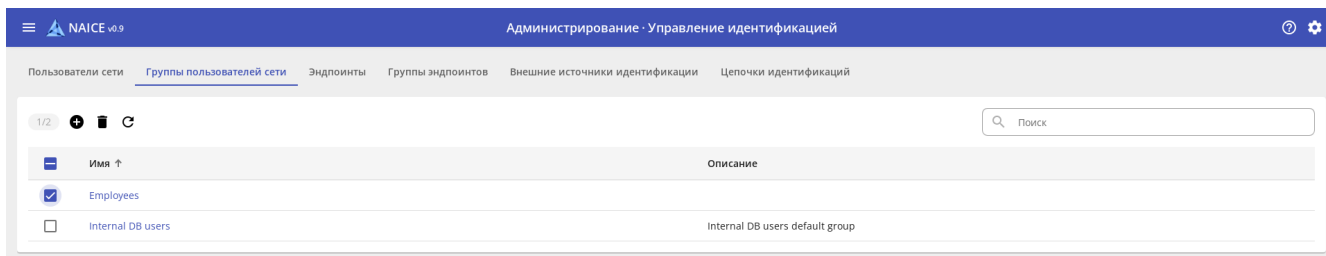 NAICE v0.9
Администрирование · Управление идентификацией
Пользователи сети Группы пользователей сети Эндпоинты Группы эндпоинтов Внешние источники идентификации Цепочки идентификаций
1/2 Поиск
Имя ↑ Описание
Employees
Internal DB users Internal DB users default group